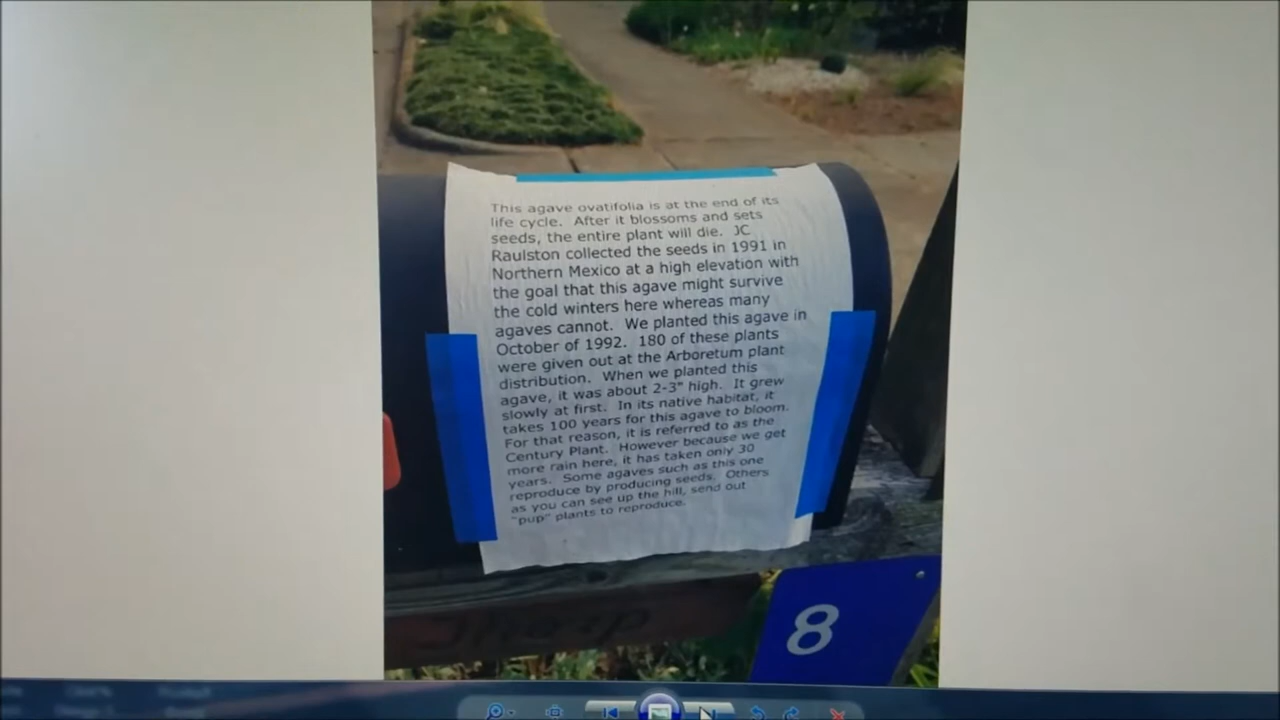 This agave ovatifolia is at the end of its
life cycle. After it blossoms and sets
seeds, the entire plant will die. JC
Raulston collected the seeds in 1991 in
Northern Mexico at a high elevation with
the goal that this agave might survive
the cold winters here whereas many
agaves cannot. We planted this agave in
October of 1992. 180 of these plants
were given out at the Arboretum plant
distribution. When we planted this
agave, it was about 2-3" high. It grew
slowly at first. In its native habitat, it
takes 100 years for this agave to bloom.
For that reason, it is referred to as the
Century Plant. However because we get
more rain here, it has taken only 30
years. Some agaves such as this one
reproduce by producing seeds. Others
as you can see up the hill, send out
"pup" plants to reproduce.
8